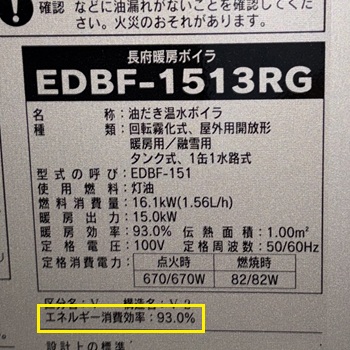 確認 などに油漏れがないことを確認してくだ
さい。火災のおそれがあります。
長府暖房ボイラ
EDBF-1513RG
名称：油だき温水ボイラ
種類：回転霧化式、屋外用開放形
暖房用／融雪用
タンク式、1缶1水路式
型式の呼び：EDBF-151
使用燃料：灯油
燃料消費量：16.1kW(1.56L/h)
暖房出力：15.0kW
暖房効率：93.0% 伝熱面積：1.00m²
定格電圧：100V 定格周波数：50/60Hz
定格消費電力：点火時 燃焼時
670/670W 82/82W
エネルギー消費効率：93.0%
設計上の標準